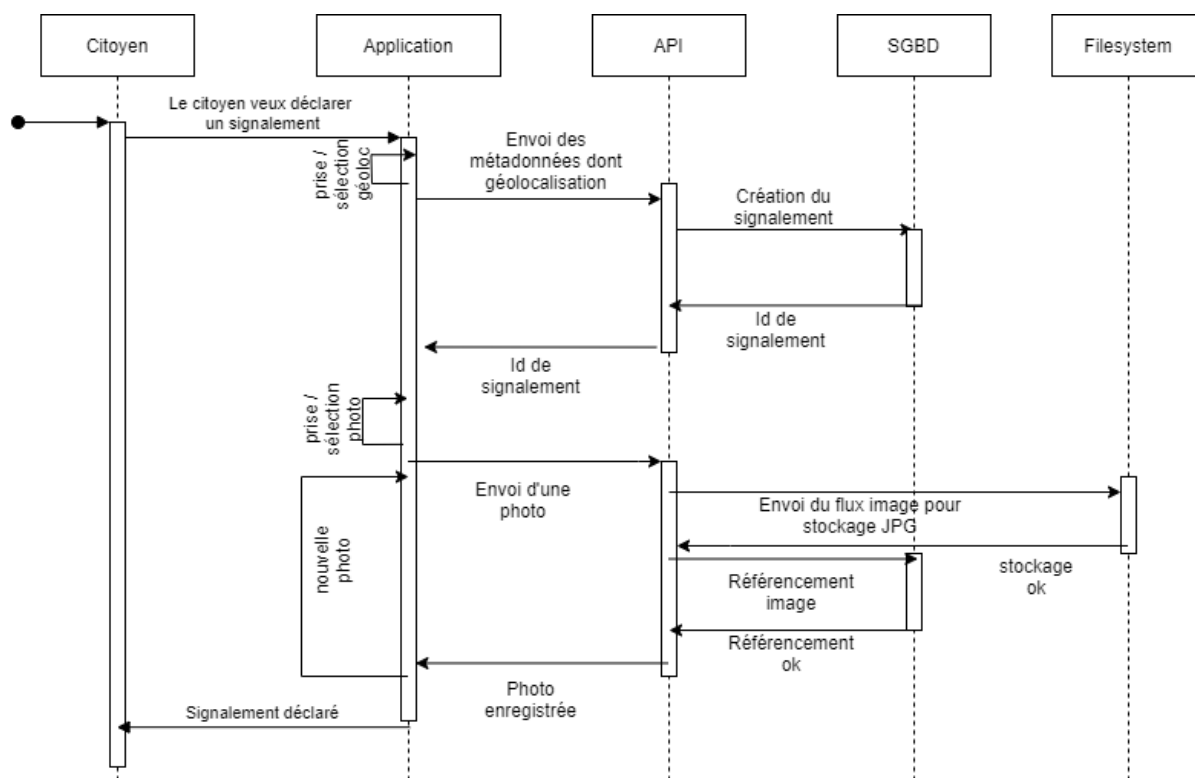 Citoyen
Application
API
SGBD
Filesystem
Le citoyen veux déclarer
un signalement
prise /
sélection
géoloc
Envoi des
métadonnées dont
géolocalisation
Création du
signalement
Id de
signalement
Id de
signalement
prise /
sélection
photo
Envoi d'une
photo
Envoi du flux image pour
stockage JPG
nouvelle
photo
stockage
ok
Référencement
image
Référencement
ok
Photo
enregistrée
Signalement déclaré